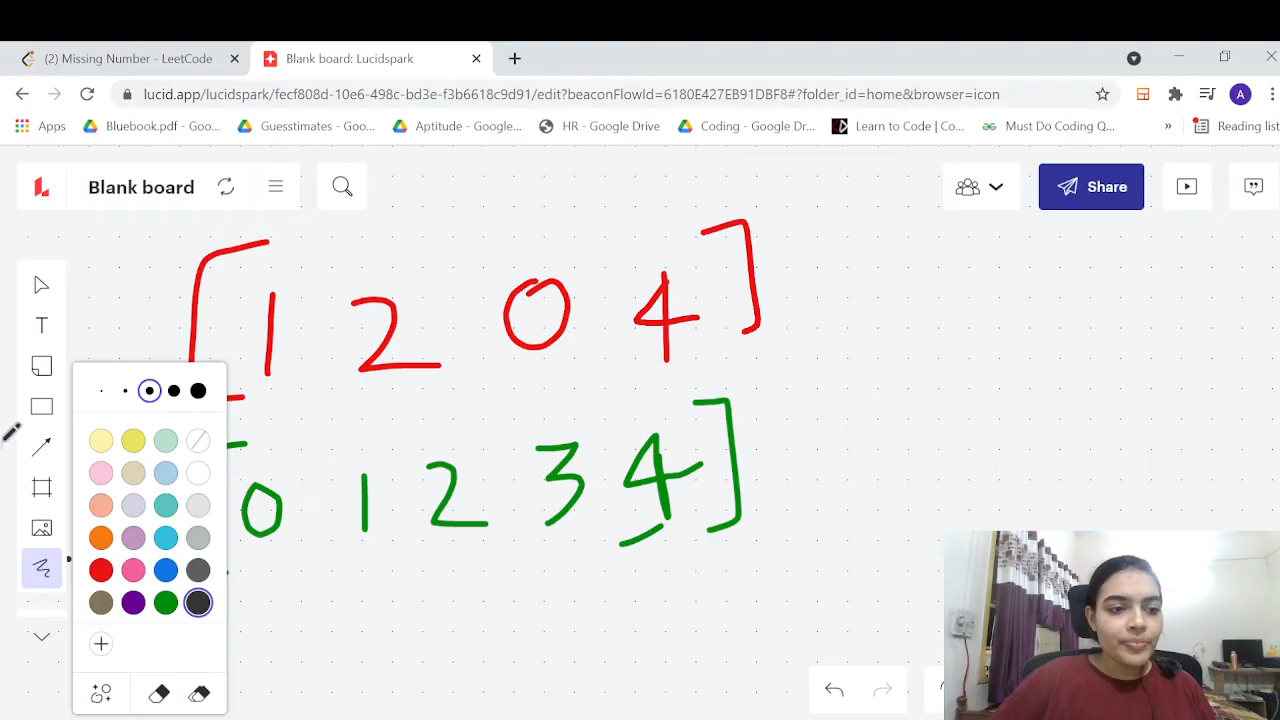 (2) Missing Number - LeetCode
Blank board: Lucidspark
lucid.app/lucidspark/fecf808d-10e6-498c-bd3e-f3b6618c9d91/edit?beaconFlowId=6180E427EB91DBF8#?folder_id=home&browser=icon
A
Apps
Bluebook.pdf - Goo...
Guesstimates - Goo...
Aptitude - Google...
HR - Google Drive
Coding - Google Dr...
Learn to Code | Co...
Must Do Coding Q...
»
Reading list
Blank board
Share
T
[1 2 0 4]
0 1 2 3 4]